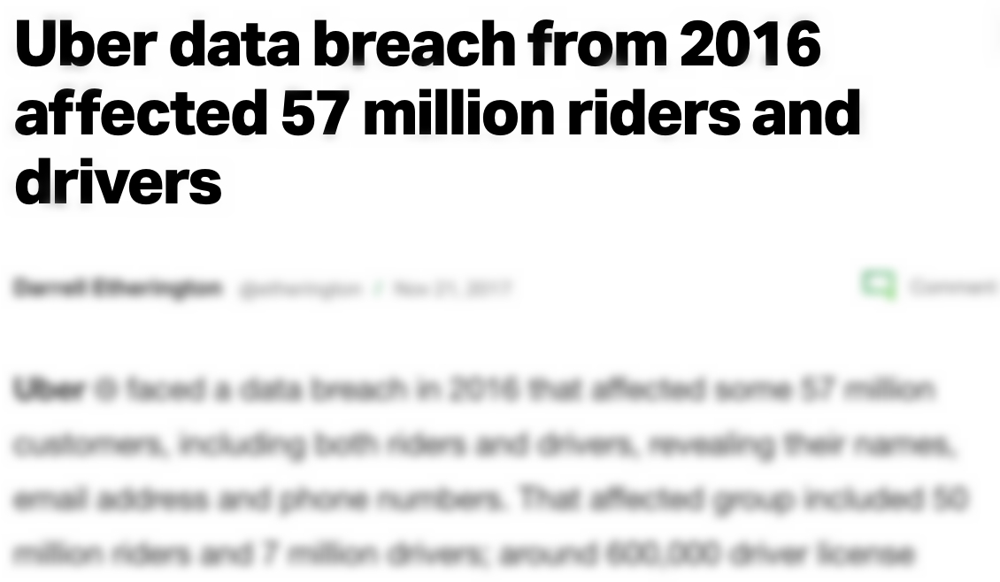 Uber data breach from 2016
affected 57 million riders and
drivers
Darrell Etherington @etherington / Nov 21, 2017 Comment
Uber faced a data breach in 2016 that affected some 57 million
customers, including both riders and drivers, revealing their names,
email address and phone numbers. That affected group included 50
million riders and 7 million drivers; around 600,000 driver license